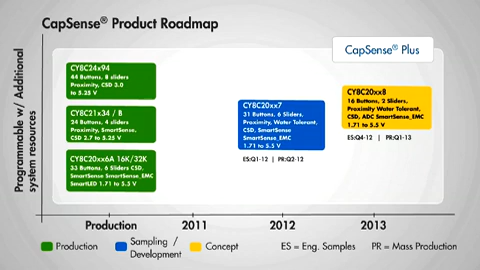 CapSense® Product Roadmap
CapSense® Plus
Programmable w/ Additional
system resources
CY8C24x94
44 Buttons, 8 sliders
Proximity, CSD 3.0
to 5.25 V
CY8C21x34 / B
24 Buttons, 4 sliders
Proximity, SmartSense,
CSD 2.7 to 5.25V
CY8C20xx6A 16K/32K
33 Buttons, 6 Sliders CSD,
SmartSense SmartSense_EMC
SmartLED 1.71 to 5.5 V
CY8C20xx7
31 Buttons, 6 Sliders,
Proximity, Water Tolerant,
CSD, SmartSense
SmartSense_EMC
1.71 to 5.5 V
ES:Q1-12 | PR:Q2-12
CY8C20xx8
16 Buttons, 2 Sliders,
Proximity Water Tolerant,
CSD, ADC SmartSense_EMC
1.71 to 5.5 V
ES:Q4-12 | PR:Q1-13
Production 2011 2012 2013
Production
Sampling /
Development
Concept
ES = Eng. Samples
PR = Mass Production